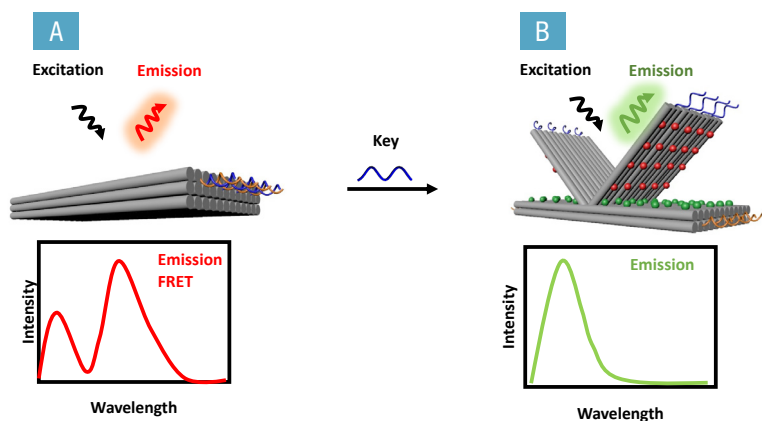 A
Excitation
Emission
Key
B
Excitation
Emission
Emission
FRET
Intensity
Wavelength
Emission
Intensity
Wavelength